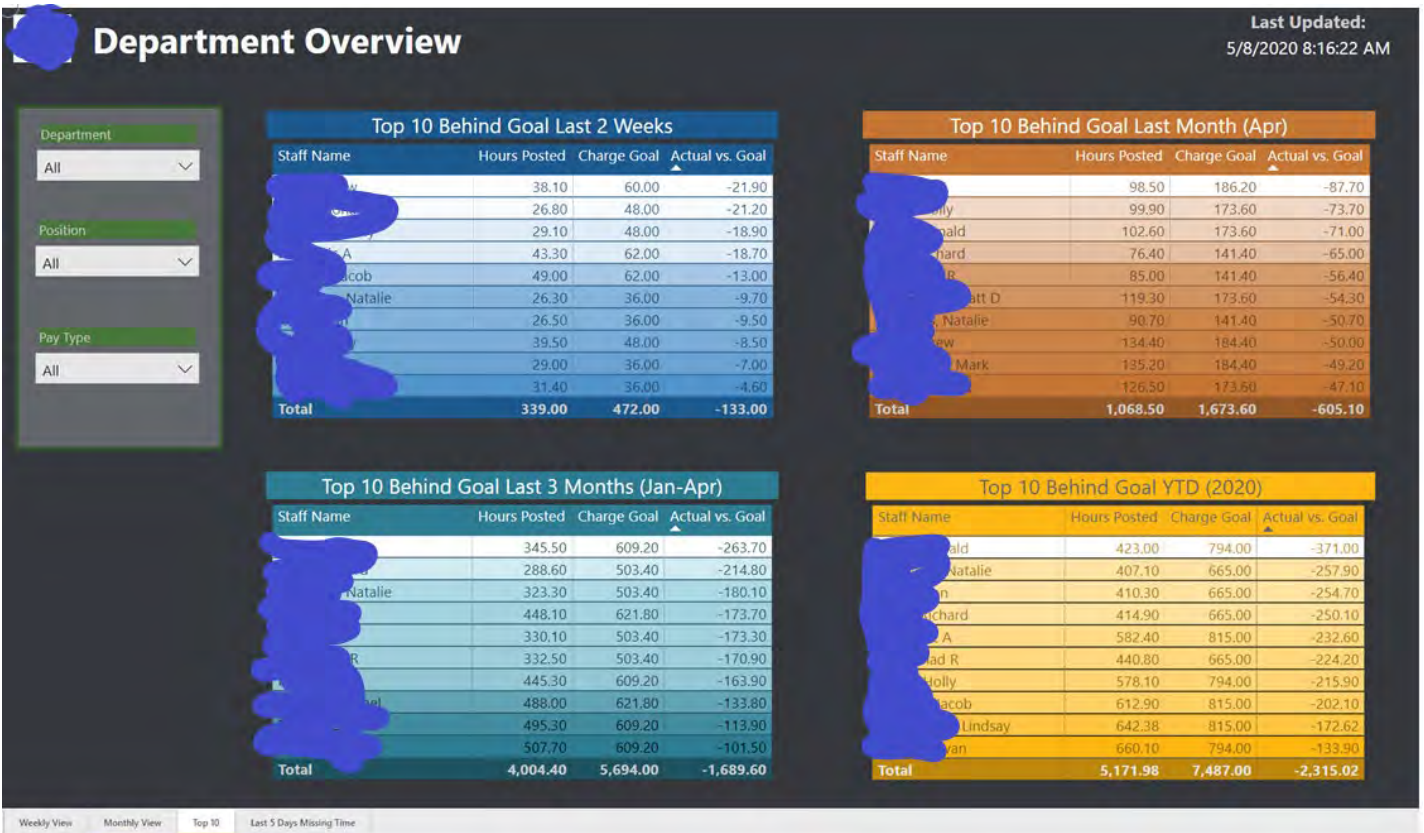 Department Overview
Last Updated:
5/8/2020 8:16:22 AM
Department
All
Position
All
Pay Type
All
Top 10 Behind Goal Last 2 Weeks
Staff Name Hours Posted Charge Goal Actual vs. Goal
38.10 60.00 -21.90
26.80 48.00 -21.20
29.10 48.00 -18.90
A 43.30 62.00 -18.70
49.00 62.00 -13.00
Natalie 26.30 36.00 -9.70
26.50 36.00 -9.50
39.50 48.00 -8.50
29.00 36.00 -7.00
31.40 36.00 -4.60
Total 339.00 472.00 -133.00
Top 10 Behind Goal Last Month (Apr)
Staff Name Hours Posted Charge Goal Actual vs. Goal
98.50 186.20 -87.70
99.90 173.60 -73.70
102.60 173.60 -71.00
76.40 141.40 -65.00
R 85.00 141.40 -56.40
D 119.30 173.60 -54.30
Natalie 90.70 141.40 -50.70
134.40 184.40 -50.00
Mark 135.20 184.40 -49.20
126.50 173.60 -47.10
Total 1,068.50 1,673.60 -605.10
Top 10 Behind Goal Last 3 Months (Jan-Apr)
Staff Name Hours Posted Charge Goal Actual vs. Goal
345.50 609.20 -263.70
288.60 503.40 -214.80
Natalie 323.30 503.40 -180.10
448.10 621.80 -173.70
330.10 503.40 -173.30
R 332.50 503.40 -170.90
445.30 609.20 -163.90
488.00 621.80 -133.80
495.30 609.20 -113.90
507.70 609.20 -101.50
Total 4,004.40 5,694.00 -1,689.60
Top 10 Behind Goal YTD (2020)
Staff Name Hours Posted Charge Goal Actual vs. Goal
423.00 794.00 -371.00
Natalie 407.10 665.00 -257.90
410.30 665.00 -254.70
414.90 665.00 -250.10
A 582.40 815.00 -232.60
R 440.80 665.00 -224.20
Holly 578.10 794.00 -215.90
Jacob 612.90 815.00 -202.10
Lindsay 642.38 815.00 -172.62
660.10 794.00 -133.90
Total 5,171.98 7,487.00 -2,315.02
Weekly View Monthly View Top 10 Last 5 Days Missing Time